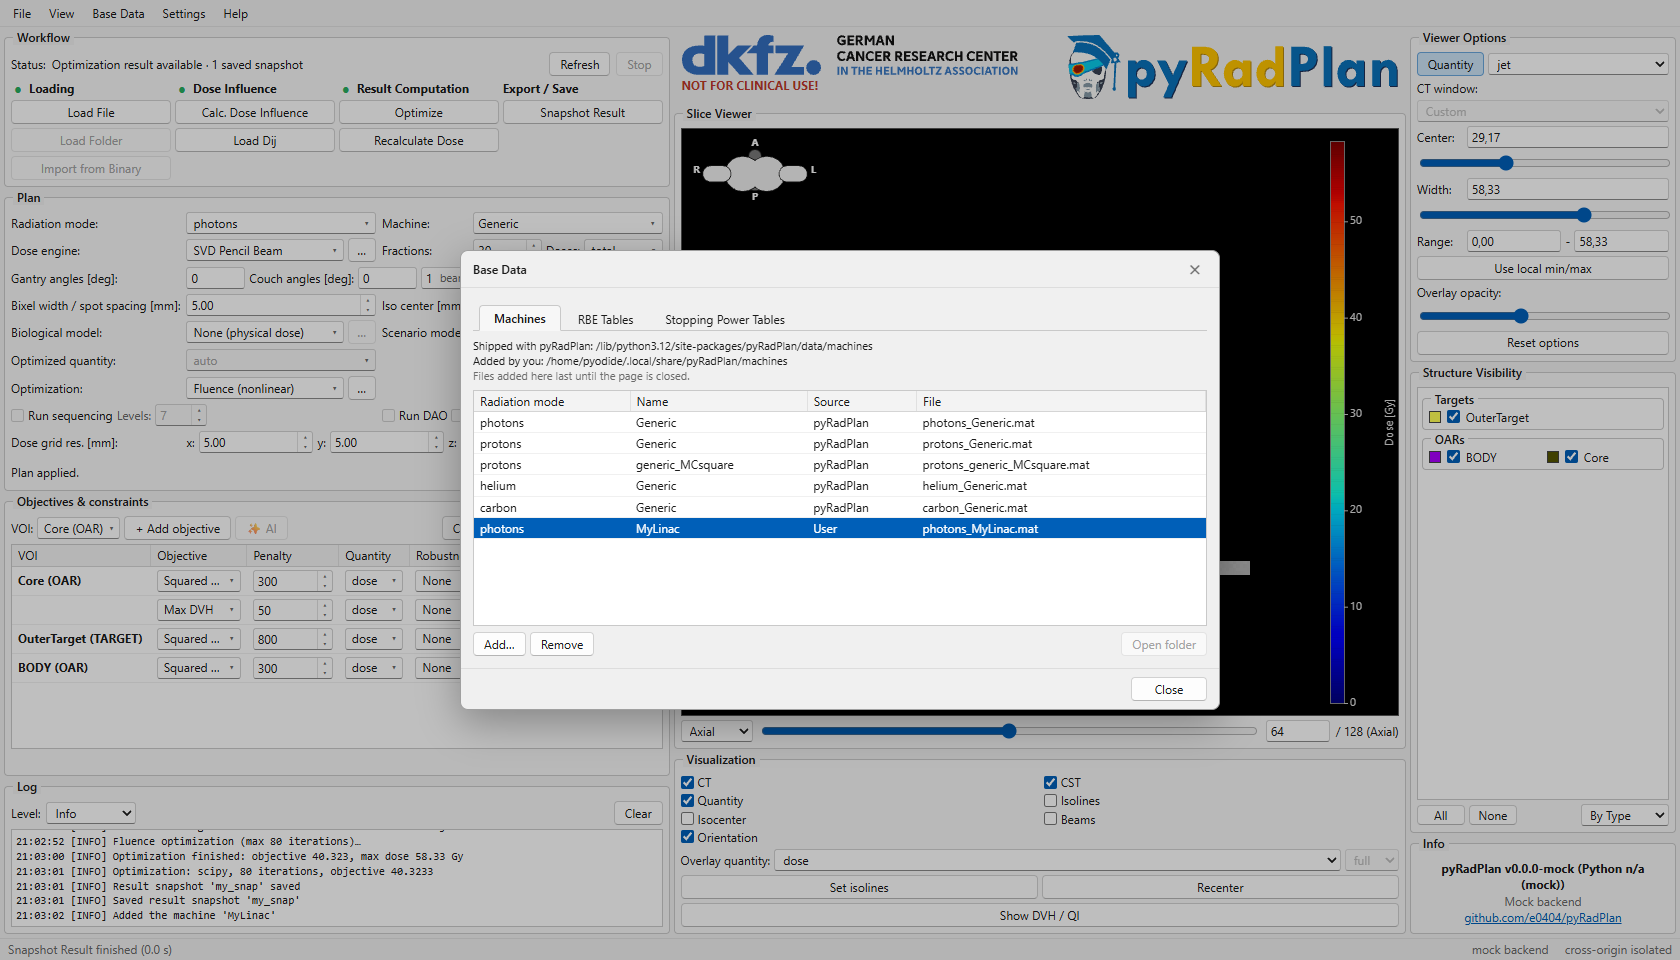 File View Base Data Settings Help
Workflow
Status: Optimization result available · 1 saved snapshot
Refresh
Stop
Loading
Dose Influence
Result Computation
Export / Save
Load File
Calc. Dose Influence
Optimize
Snapshot Result
Load Folder
Load Dij
Recalculate Dose
Import from Binary
Plan
Radiation mode: photons Machine: Generic
Dose engine: SVD Pencil Beam ... Fractions:
Gantry angles [deg]: 0 Couch angles [deg]: 0 1
Bixel width / spot spacing [mm]: 5.00 Iso center [mm
Biological model: None (physical dose) ... Scenario mode
Optimized quantity: auto
Optimization: Fluence (nonlinear) ...
Run sequencing Levels: 7 Run DAO
Dose grid res. [mm]: x: 5.00 y: 5.00 z:
Plan applied.
Objectives & constraints
VOI: Core (OAR) + Add objective ✨ AI
VOI Objective Penalty Quantity Robustn
Core (OAR) Squared ... 300 dose None
Max DVH 50 dose None
OuterTarget (TARGET) Squared ... 800 dose None
BODY (OAR) Squared ... 300 dose None
Log
Level: Info Clear
21:02:52 [INFO] Fluence optimization (max 80 iterations)…
21:03:00 [INFO] Optimization finished: objective 40.323, max dose 58.33 Gy
21:03:01 [INFO] Optimization: scipy, 80 iterations, objective 40.3233
21:03:01 [INFO] Result snapshot 'my_snap' saved
21:03:01 [INFO] Saved result snapshot 'my_snap'
21:03:02 [INFO] Added the machine 'MyLinac'
Snapshot Result finished (0.0 s)
dkfz.
GERMAN
CANCER RESEARCH CENTER
IN THE HELMHOLTZ ASSOCIATION
NOT FOR CLINICAL USE!
pyRadPlan
Slice Viewer
A
R L
P
50
40
30
20
10
0
Dose [Gy]
Base Data
Machines RBE Tables Stopping Power Tables
Shipped with pyRadPlan: /lib/python3.12/site-packages/pyRadPlan/data/machines
Added by you: /home/pyodide/.local/share/pyRadPlan/machines
Files added here last until the page is closed.
Radiation mode Name Source File
photons Generic pyRadPlan photons_Generic.mat
protons Generic pyRadPlan protons_Generic.mat
protons generic_MCsquare pyRadPlan protons_generic_MCsquare.mat
helium Generic pyRadPlan helium_Generic.mat
carbon Generic pyRadPlan carbon_Generic.mat
photons MyLinac User photons_MyLinac.mat
Add... Remove Open folder
Close
Axial 64 / 128 (Axial)
Visualization
CT CST
Quantity Isolines
Isocenter Beams
Orientation
Overlay quantity: dose full
Set isolines Recenter
Show DVH / QI
Viewer Options
Quantity jet
CT window:
Custom
Center: 29,17
Width: 58,33
Range: 0,00 - 58,33
Use local min/max
Overlay opacity:
Reset options
Structure Visibility
Targets
OuterTarget
OARs
BODY Core
All None By Type
Info
pyRadPlan v0.0.0-mock (Python n/a
(mock))
Mock backend
github.com/e0404/pyRadPlan
mock backend cross-origin isolated